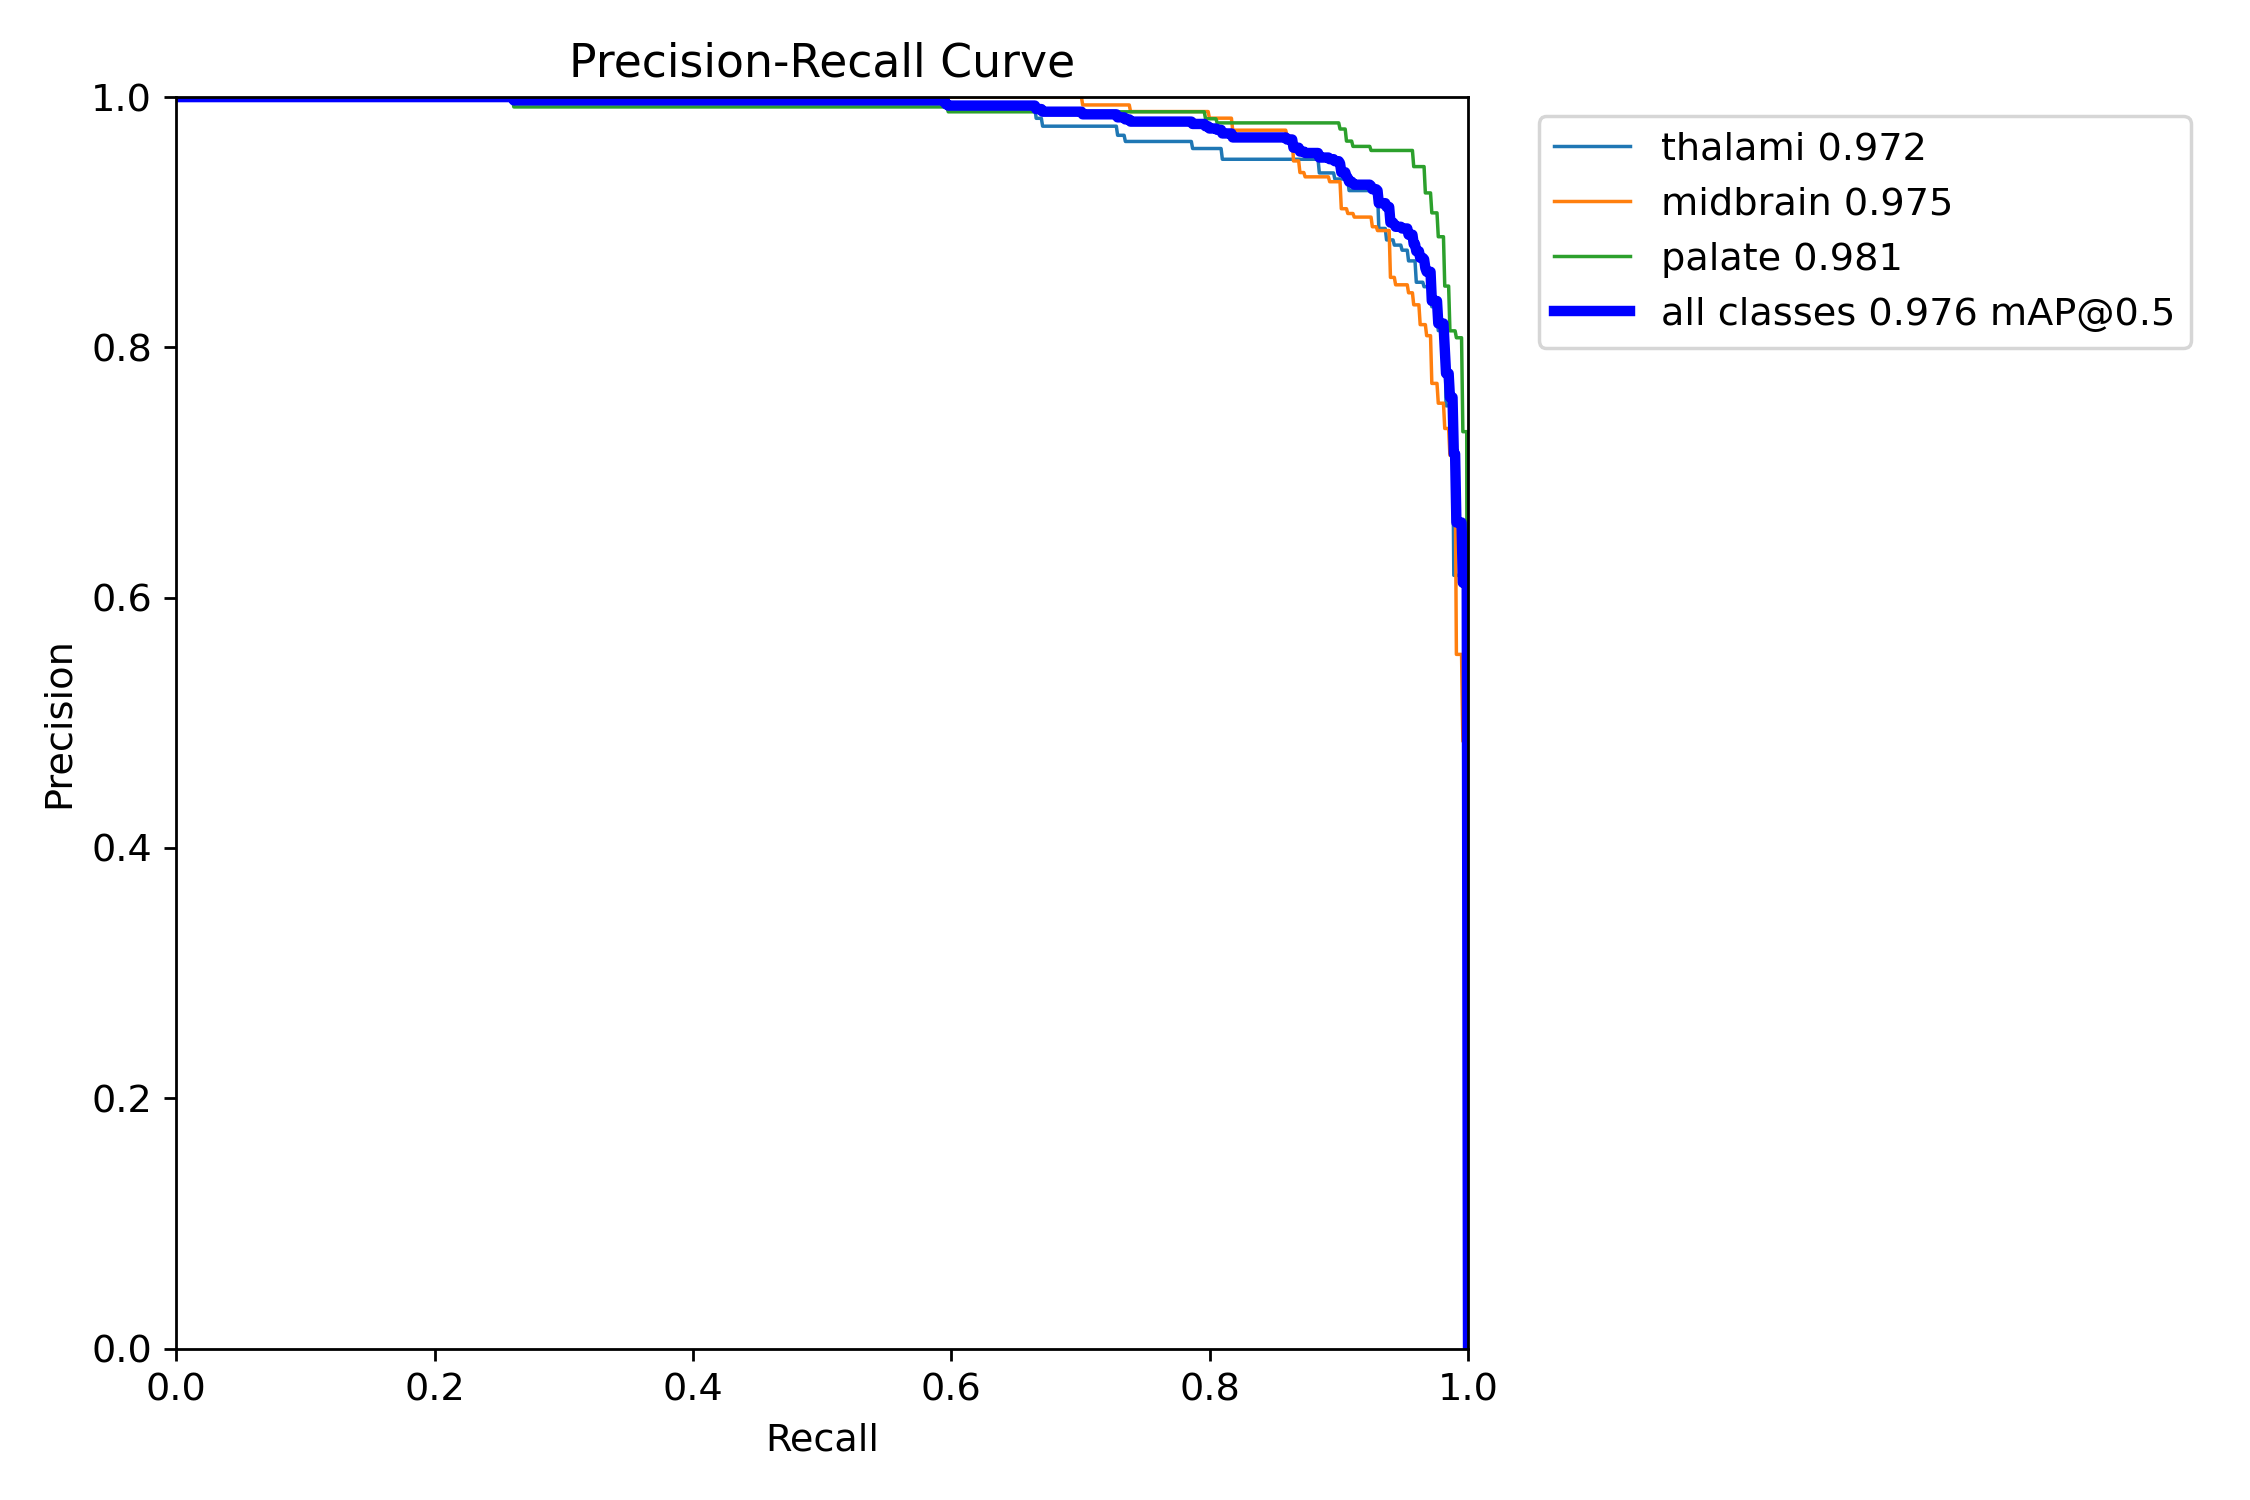 Precision-Recall Curve
1.0
0.8
0.6
0.4
0.2
0.0
Precision
0.0 0.2 0.4 0.6 0.8 1.0
Recall
thalami 0.972
midbrain 0.975
palate 0.981
all classes 0.976 mAP@0.5